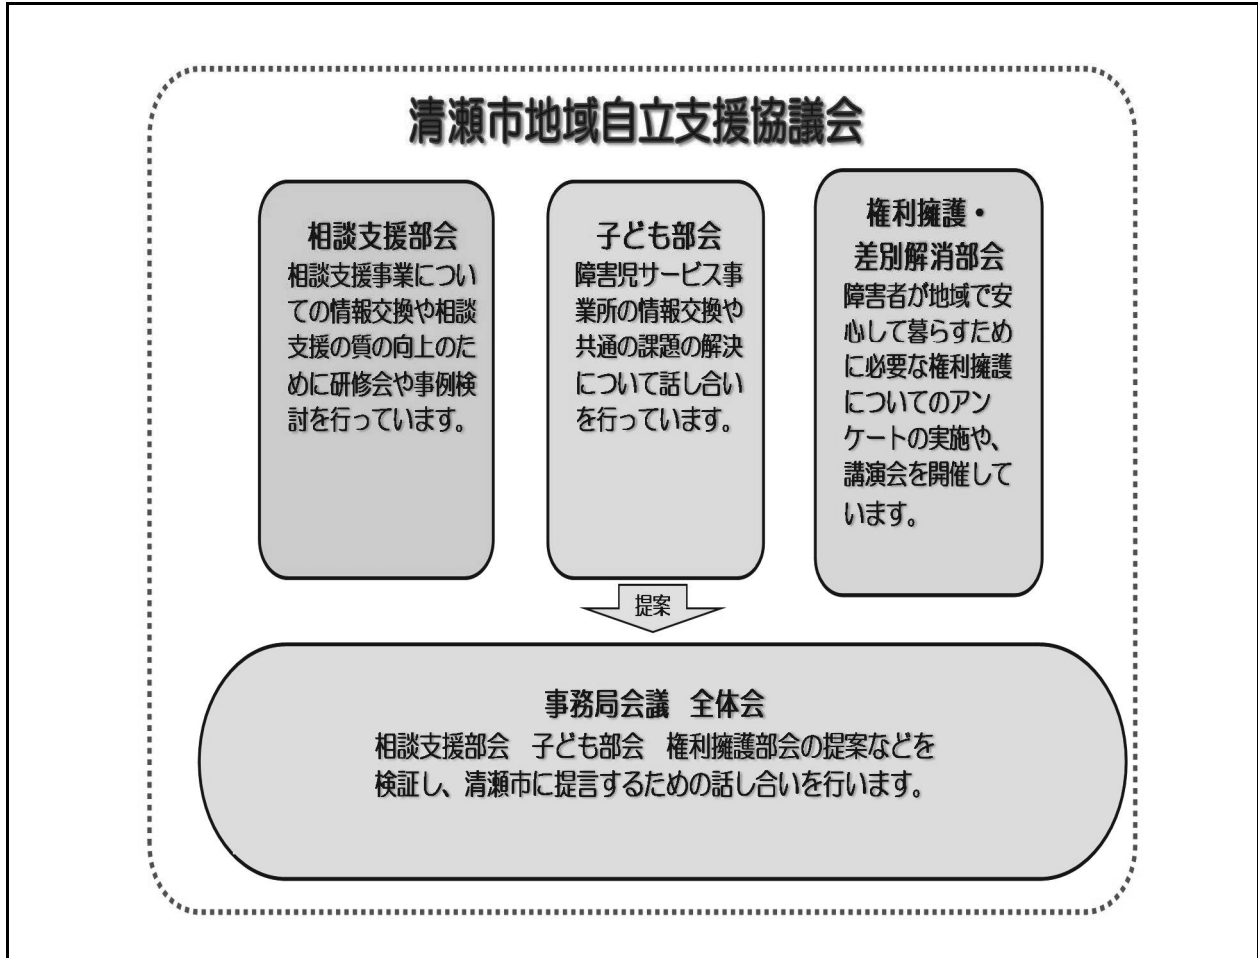 清瀬市地域自立支援協議会
相談支援部会
相談支援事業につい
ての情報交換や相談
支援の質の向上のた
めに研修会や事例検
討を行っています。
子ども部会
障害児サービス事
業所の情報交換や
共通の課題の解決
について話し合い
を行っています。
権利擁護・
差別解消部会
障害者が地域で安
心して暮らすため
に必要な権利擁護
についてのアン
ケートの実施や、
講演会を開催して
います。
提案
事務局会議 全体会
相談支援部会 子ども部会 権利擁護部会の提案などを
検証し、清瀬市に提言するための話し合いを行います。